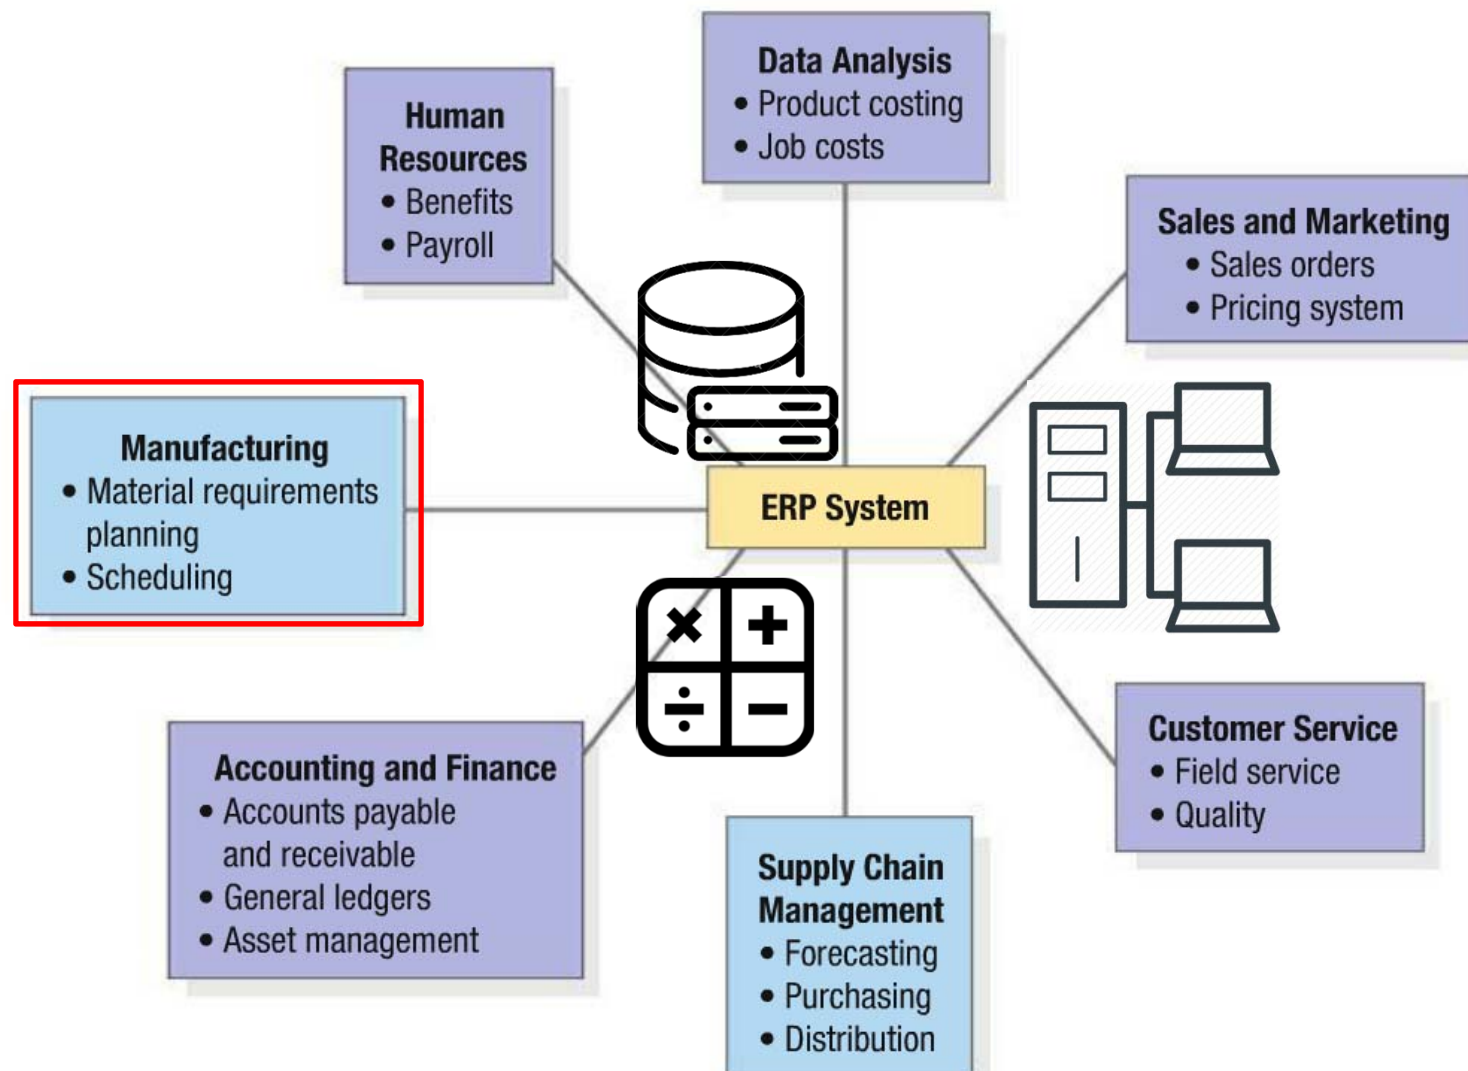 Data Analysis
• Product costing
• Job costs
Human
Resources
• Benefits
• Payroll
Sales and Marketing
• Sales orders
• Pricing system
Manufacturing
• Material requirements
planning
• Scheduling
ERP System
Accounting and Finance
• Accounts payable
and receivable
• General ledgers
• Asset management
Customer Service
• Field service
• Quality
Supply Chain
Management
• Forecasting
• Purchasing
• Distribution